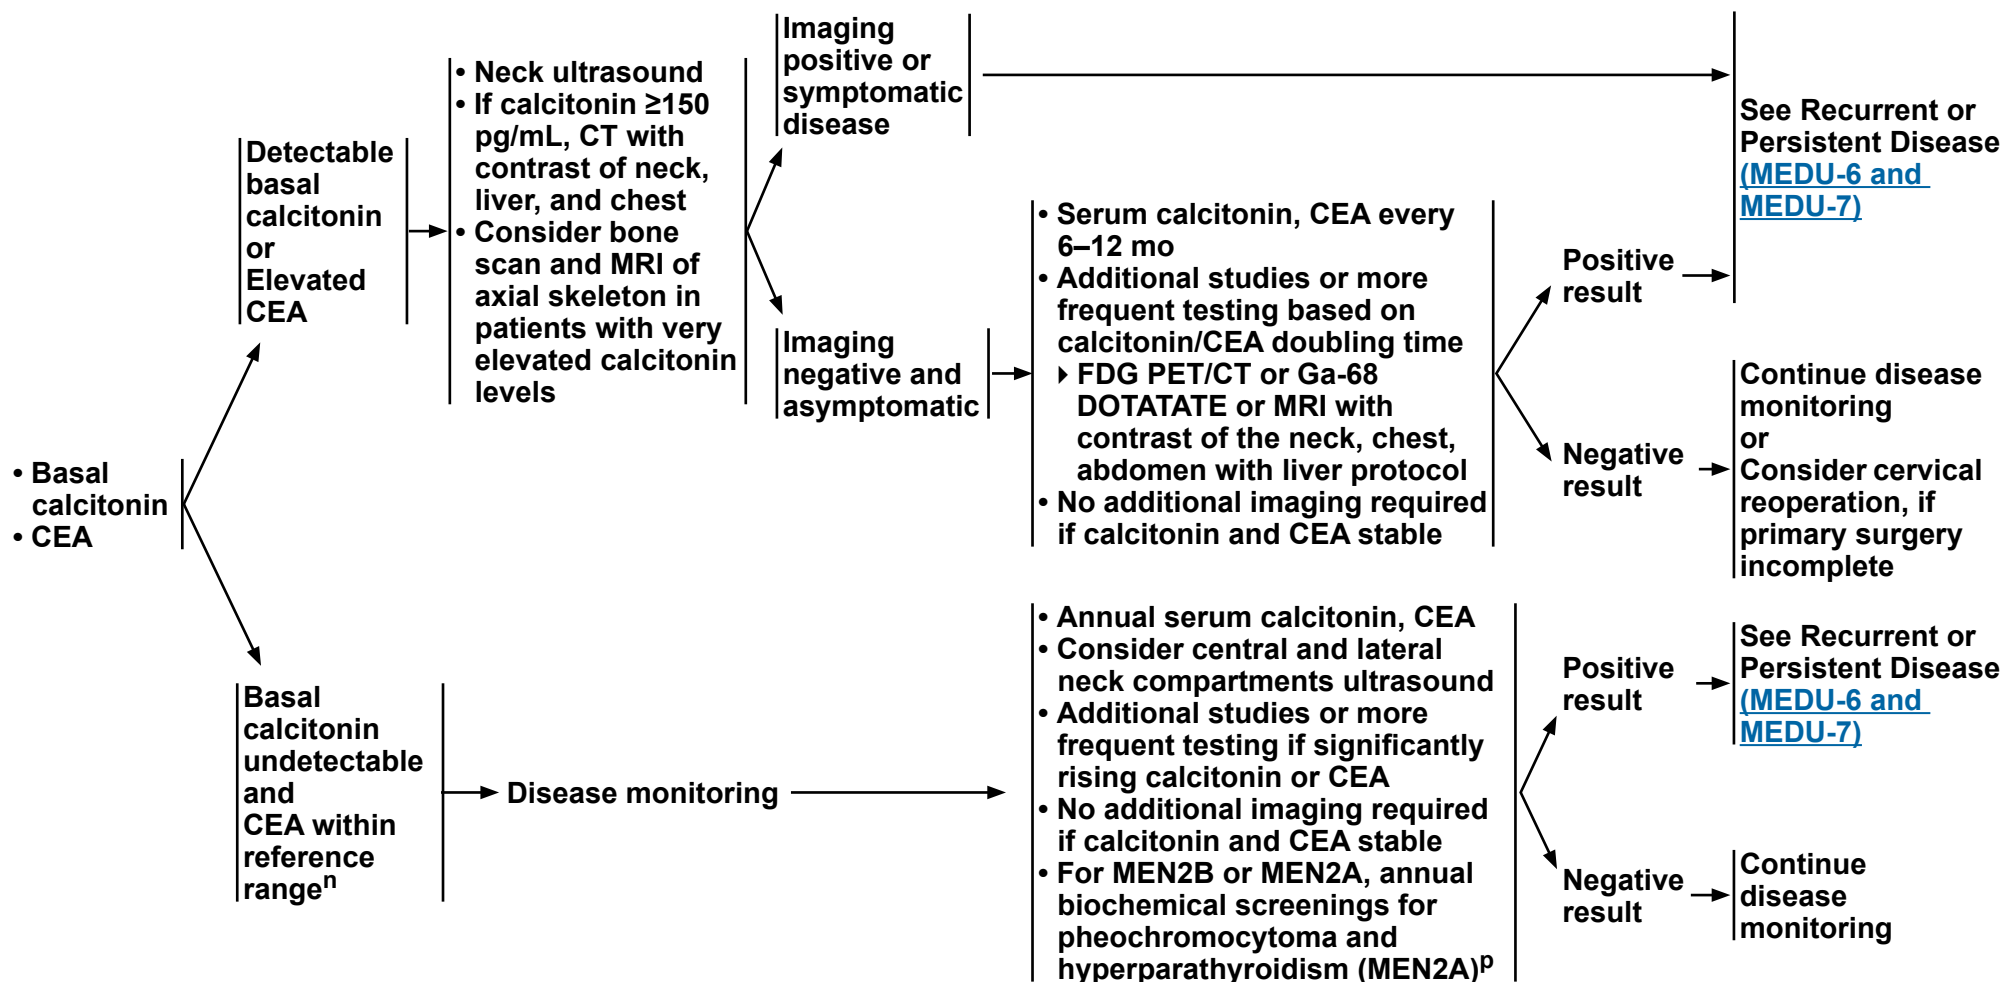 • Basal
calcitonin
• CEA
Detectable
basal
calcitonin
or
Elevated
CEA
• Neck ultrasound
• If calcitonin ≥150
pg/mL, CT with
contrast of neck,
liver, and chest
• Consider bone
scan and MRI of
axial skeleton in
patients with very
elevated calcitonin
levels
Imaging
positive or
symptomatic
disease
See Recurrent or
Persistent Disease
(MEDU-6 and
MEDU-7)
Imaging
negative and
asymptomatic
• Serum calcitonin, CEA every
6–12 mo
• Additional studies or more
frequent testing based on
calcitonin/CEA doubling time
▸ FDG PET/CT or Ga-68
DOTATATE or MRI with
contrast of the neck, chest,
abdomen with liver protocol
• No additional imaging required
if calcitonin and CEA stable
Positive
result
Negative
result
Continue disease
monitoring
or
Consider cervical
reoperation, if
primary surgery
incomplete
Basal
calcitonin
undetectable
and
CEA within
reference
rangeⁿ
Disease monitoring
• Annual serum calcitonin, CEA
• Consider central and lateral
neck compartments ultrasound
• Additional studies or more
frequent testing if significantly
rising calcitonin or CEA
• No additional imaging required
if calcitonin and CEA stable
• For MEN2B or MEN2A, annual
biochemical screenings for
pheochromocytoma and
hyperparathyroidism (MEN2A)ᵖ
Positive
result
See Recurrent or
Persistent Disease
(MEDU-6 and
MEDU-7)
Negative
result
Continue
disease
monitoring